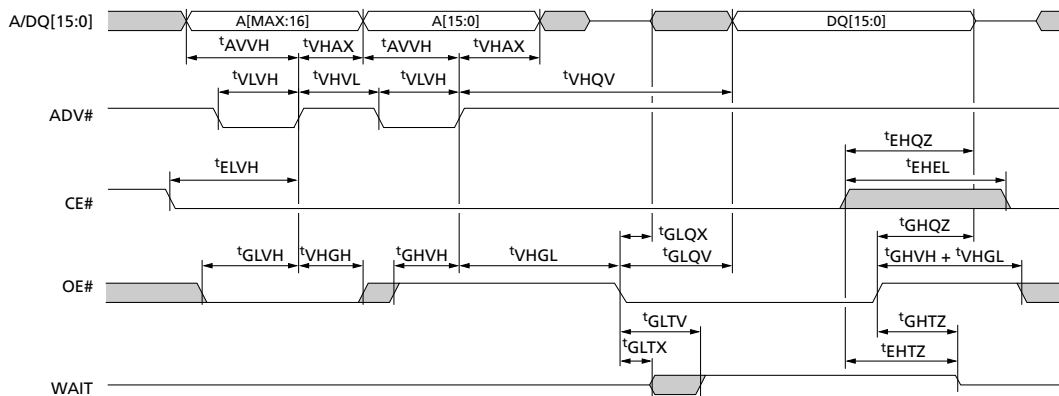 A/DQ[15:0] A[MAX:16] A[15:0] DQ[15:0]
tAVVH tVHAX tAVVH tVHAX
tVLVH tVHVL tVLVH tVHQV
ADV#
tEHQZ
tELVH tEHEL
CE#
tGLQX tGHQZ
tGLVH tVHGH tGHVH tVHGL tGLQV tGHVH + tVHGL
OE#
tGLTV tGHTZ
tGLTX tEHTZ
WAIT